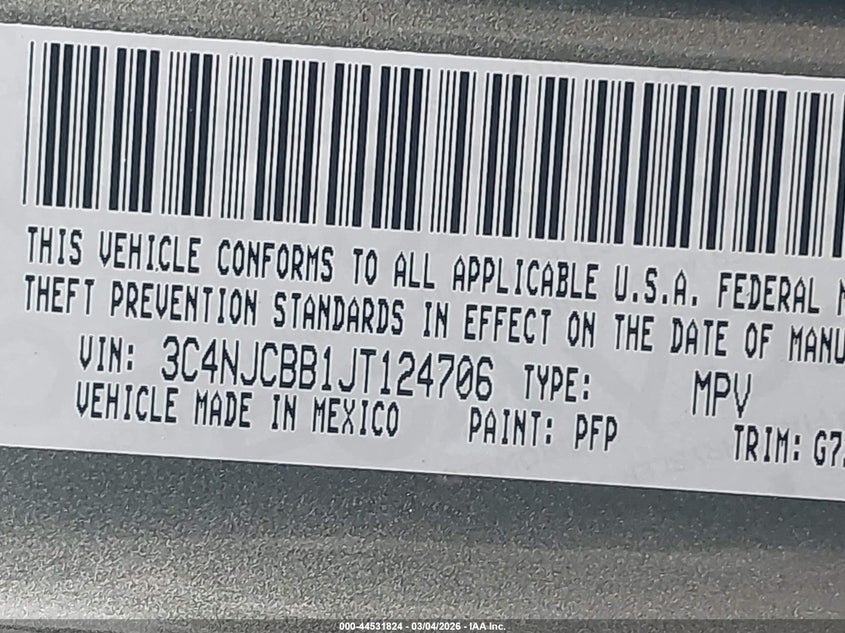 THIS VEHICLE CONFORMS TO ALL APPLICABLE U.S.A. FEDERAL
THEFT PREVENTION STANDARDS IN EFFECT ON THE DATE OF MANU
VIN: 3C4NJCBB1JT124706 TYPE: MPV
VEHICLE MADE IN MEXICO PAINT: PFP TRIM: G7
000-44531824 - 03/04/2026 - IAA Inc.